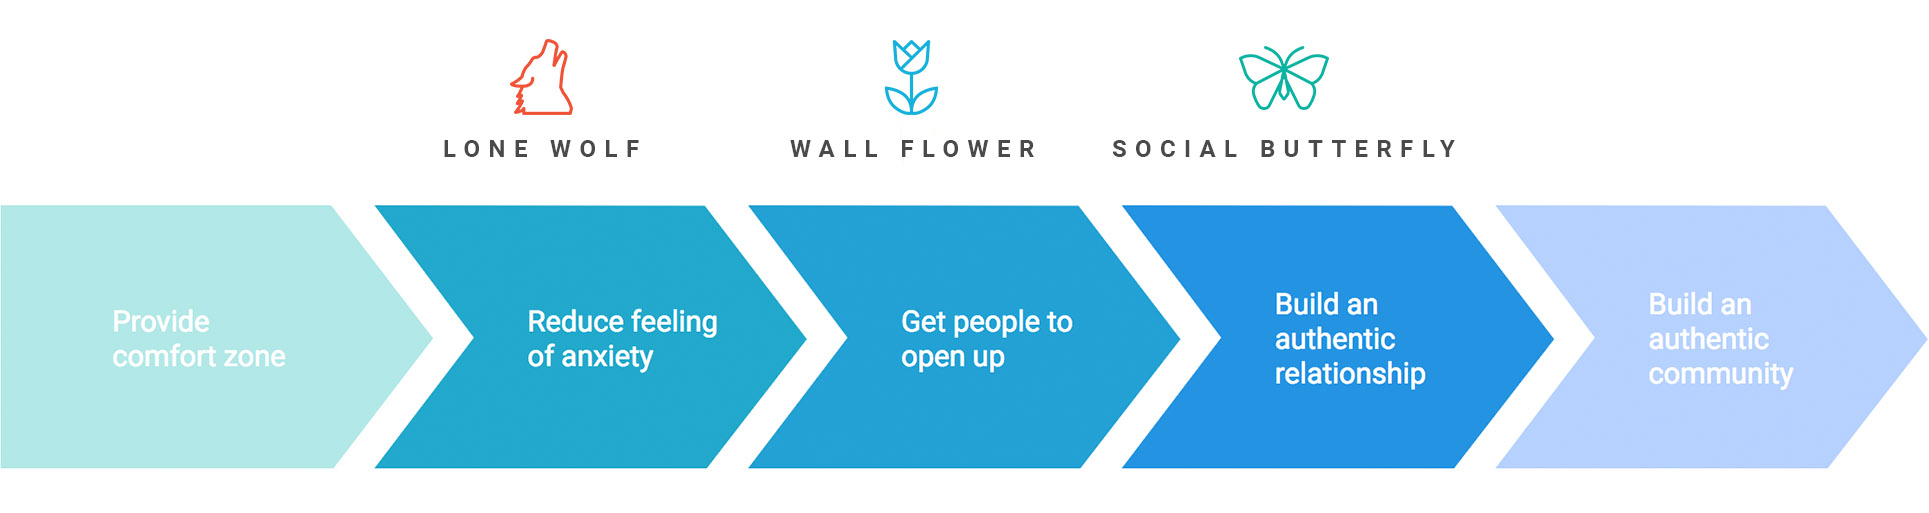 LONE WOLF
WALL FLOWER
SOCIAL BUTTERFLY
Provide
comfort zone
Reduce feeling
of anxiety
Get people to
open up
Build an
authentic
relationship
Build an
authentic
community